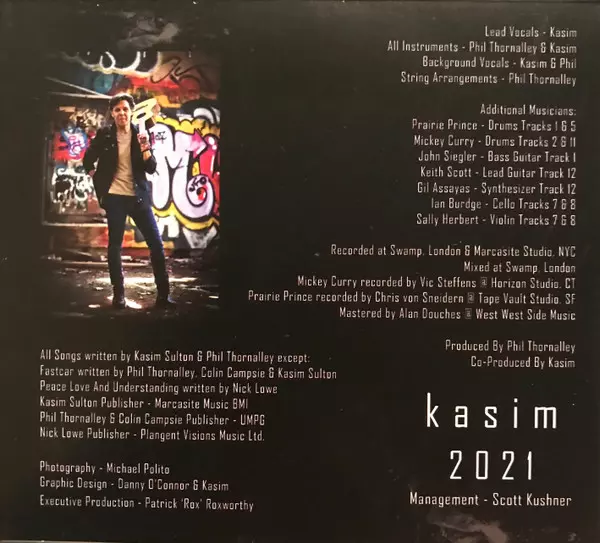 Lead Vocals - Kasim
All Instruments - Phil Thornalley & Kasim
Background Vocals - Kasim & Phil
String Arrangements - Phil Thornalley
Additional Musicians:
Prairie Prince - Drums Tracks 1 & 5
Mickey Curry - Drums Tracks 2 & 11
John Siegler - Bass Guitar Track 1
Keith Scott - Lead Guitar Track 12
Gil Assayas - Synthesizer Track 12
Ian Burdge - Cello Tracks 7 & 8
Sally Herbert - Violin Tracks 7 & 8
Recorded at Swamp, London & Marcasite Studio, NYC
Mixed at Swamp, London
Mickey Curry recorded by Vic Steffens @ Horizon Studio, CT
Prairie Prince recorded by Chris von Sneidern @ Tape Vault Studio, SF
Mastered by Alan Douches @ West West Side Music
Produced By Phil Thornalley
Co-Produced By Kasim
All Songs written by Kasim Sulton & Phil Thornalley except:
Fastcar written by Phil Thornalley, Colin Campsie & Kasim Sulton
Peace Love And Understanding written by Nick Lowe
Kasim Sulton Publisher - Marcasite Music BMI
Phil Thornalley & Colin Campsie Publisher - UMPG
Nick Lowe Publisher - Plangent Visions Music Ltd.
Photography - Michael Polito
Graphic Design - Danny O'Connor & Kasim
Executive Production - Patrick 'Rox' Roxworthy
kasim
2021
Management - Scott Kushner